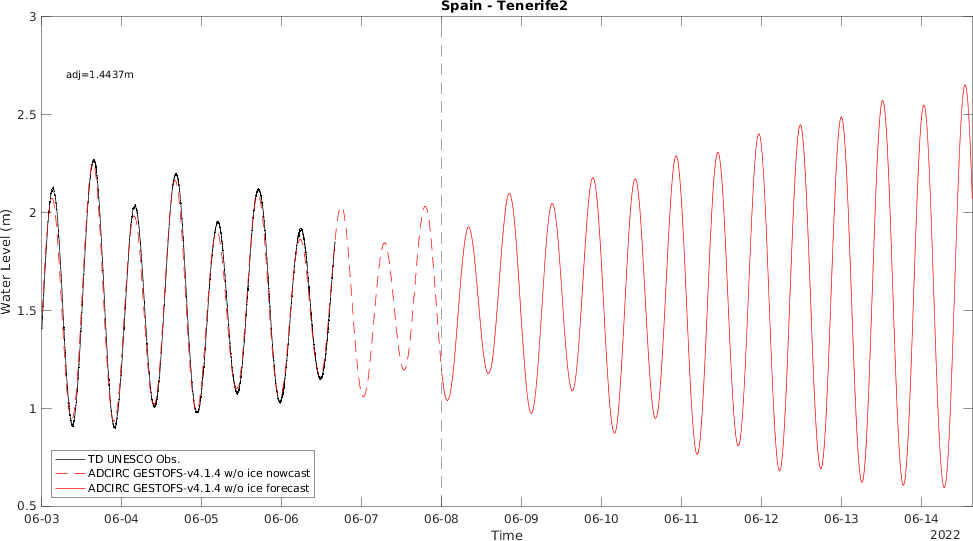 Spain - Tenerife2
adj=1.4437m
Water Level (m)
3
2.5
2
1.5
1
0.5
TD UNESCO Obs.
ADCIRC GESTOFS-v4.1.4 w/o ice nowcast
ADCIRC GESTOFS-v4.1.4 w/o ice forecast
06-03 06-04 06-05 06-06 06-07 06-08 06-09 06-10 06-11 06-12 06-13 06-14
Time
2022